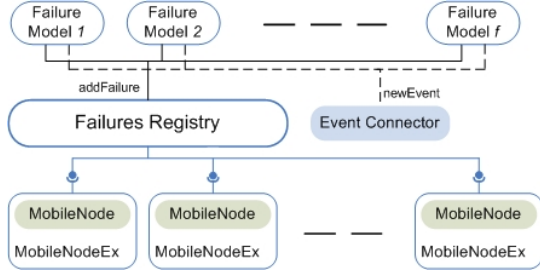 Failure
Model 1
Failure
Model 2
Failure
Model f
addFailure
newEvent
Failures Registry
Event Connector
MobileNode
MobileNode
MobileNode
MobileNodeEx
MobileNodeEx
MobileNodeEx